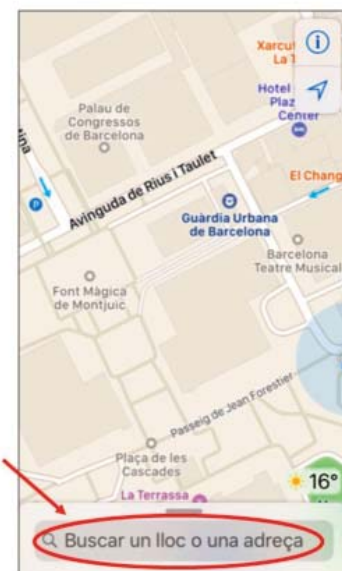 Xarcut
La T
Palau de
Congressos
de Barcelona
Hotel
Plaz
Center
tina
El Chang
Avinguda de Rius i Taulet
P
Guàrdia Urbana
de Barcelona
Barcelona
Teatre Musical
Font Màgica
de Montjuïc
Passeig de Jean Forestier
Plaça de les
Cascades
16°
La Terrassa
Buscar un lloc o una adreça